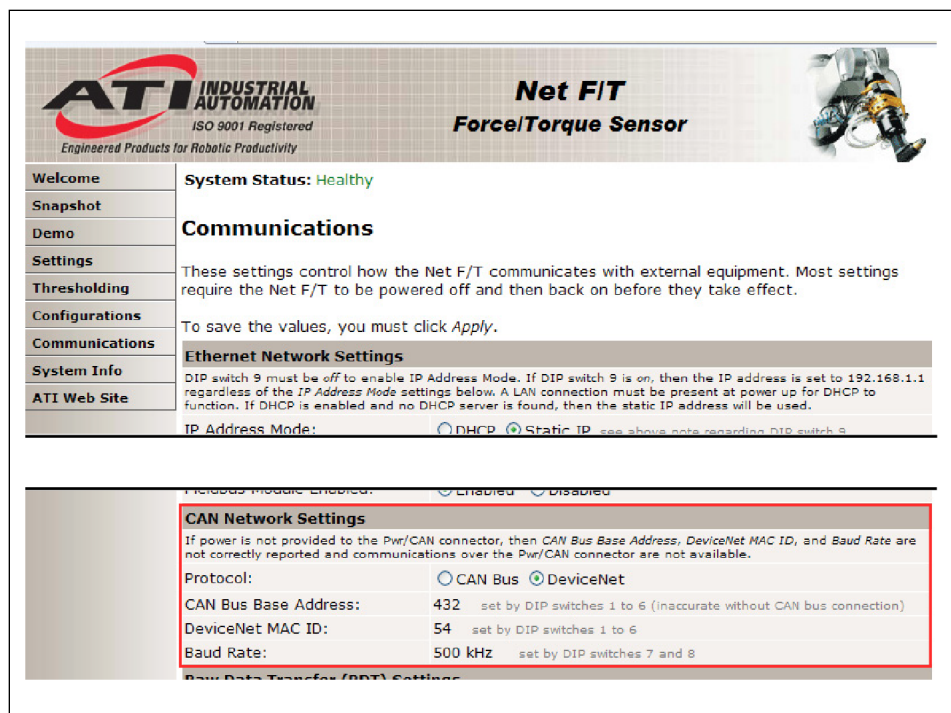 ATI INDUSTRIAL AUTOMATION
ISO 9001 Registered
Engineered Products for Robotic Productivity
Net F/T
Force/Torque Sensor
Welcome
Snapshot
Demo
Settings
Thresholding
Configurations
Communications
System Info
ATI Web Site
System Status: Healthy
Communications
These settings control how the Net F/T communicates with external equipment. Most settings
require the Net F/T to be powered off and then back on before they take effect.
To save the values, you must click Apply.
Ethernet Network Settings
DIP switch 9 must be off to enable IP Address Mode. If DIP switch 9 is on, then the IP address is set to 192.168.1.1
regardless of the IP Address Mode settings below. A LAN connection must be present at power up for DHCP to
function. If DHCP is enabled and no DHCP server is found, then the static IP address will be used.
IP Address Mode: DHCP Static IP see above note regarding DIP switch 9
Fieldbus Module Enabled: Enabled Disabled
CAN Network Settings
If power is not provided to the Pwr/CAN connector, then CAN Bus Base Address, DeviceNet MAC ID, and Baud Rate are
not correctly reported and communications over the Pwr/CAN connector are not available.
Protocol: CAN Bus DeviceNet
CAN Bus Base Address: 432 set by DIP switches 1 to 6 (inaccurate without CAN bus connection)
DeviceNet MAC ID: 54 set by DIP switches 1 to 6
Baud Rate: 500 kHz set by DIP switches 7 and 8
Raw Data Transfer (RDT) Settings